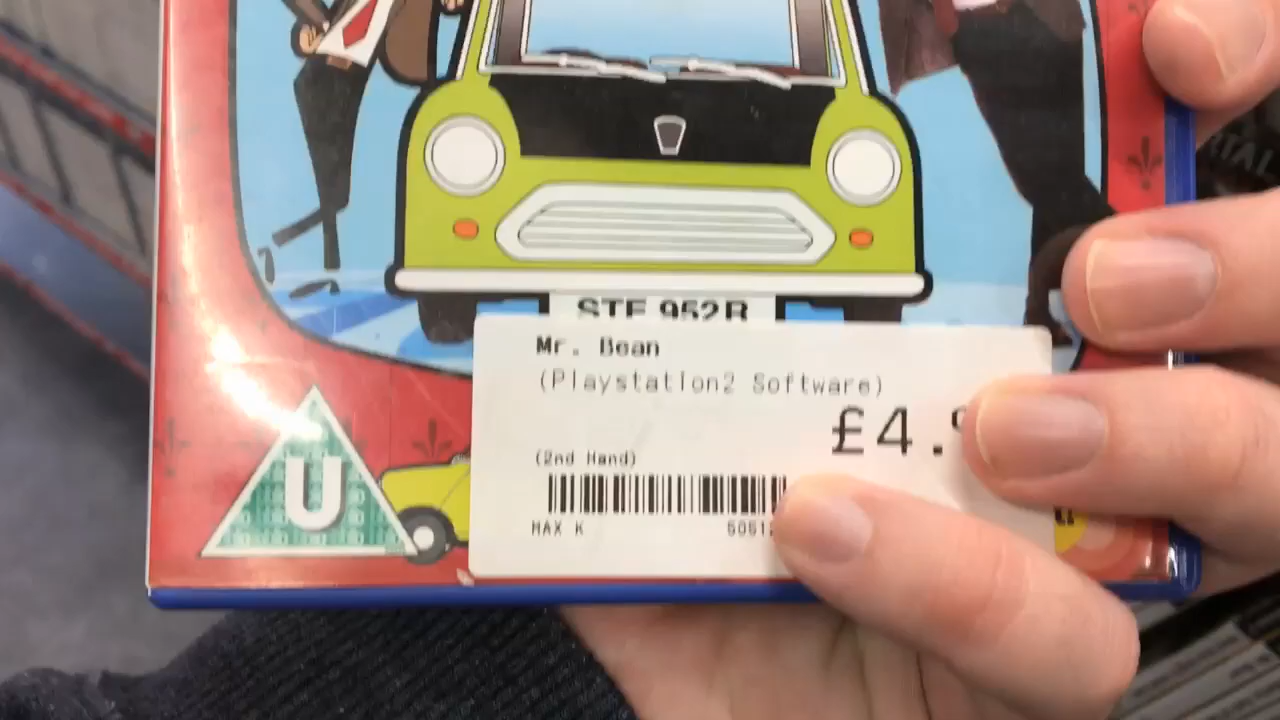 STE 952R
Mr. Bean
(Playstation2 Software)
£4.
(2nd Hand)
MAX K
U